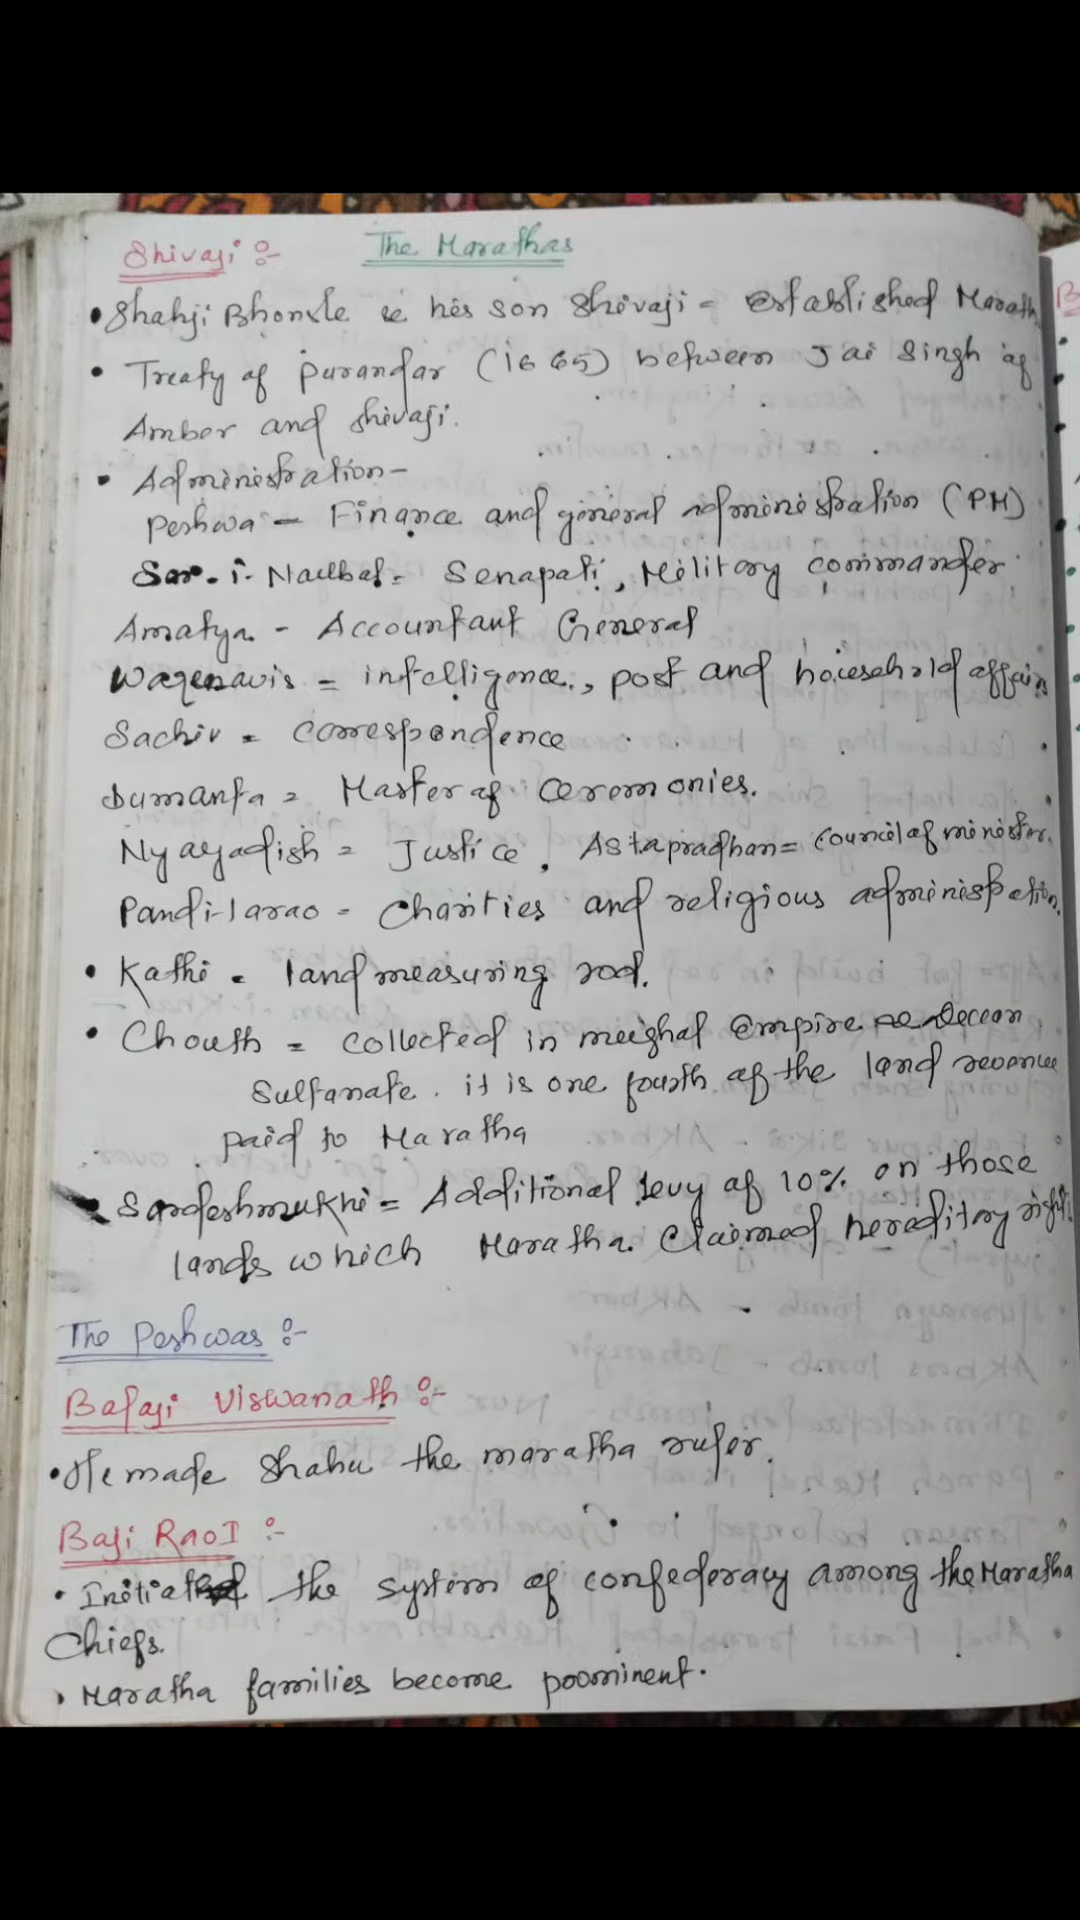 The Marathas
Shivaji :-
• Shahji Bhonsle & his son Shivaji = established Marath
• Treaty of Purandar (1665) between Jai Singh of
Amber and Shivaji.
• Administration -
Peshwa - Finance and general administration (PM)
Sar-i-Naubat = Senapati, Military commander
Amatya - Accountant General
Waqenavis = intelligence, post and household affairs
Sachiv = correspondence
Dumanta = Master of ceremonies.
Nyayadish = Justice. Astapradhan = council of minister.
Pandi-tarao = Charities and religious administration.
• Kathi = land measuring rod.
• Chouth = collected in mughal Empire Deccan
Sultanate. it is one fourth of the land revenue
paid to Maratha
• Sardeshmukhi = Additional levy of 10% on those
lands which Maratha Claimed hereditary right.
The Peshwas :-
Balaji Viswanath :-
• He made Shahu the maratha ruler.
Baji Rao I :-
• Initiated the system of confederacy among the Maratha
Chiefs.
• Maratha families become prominent.